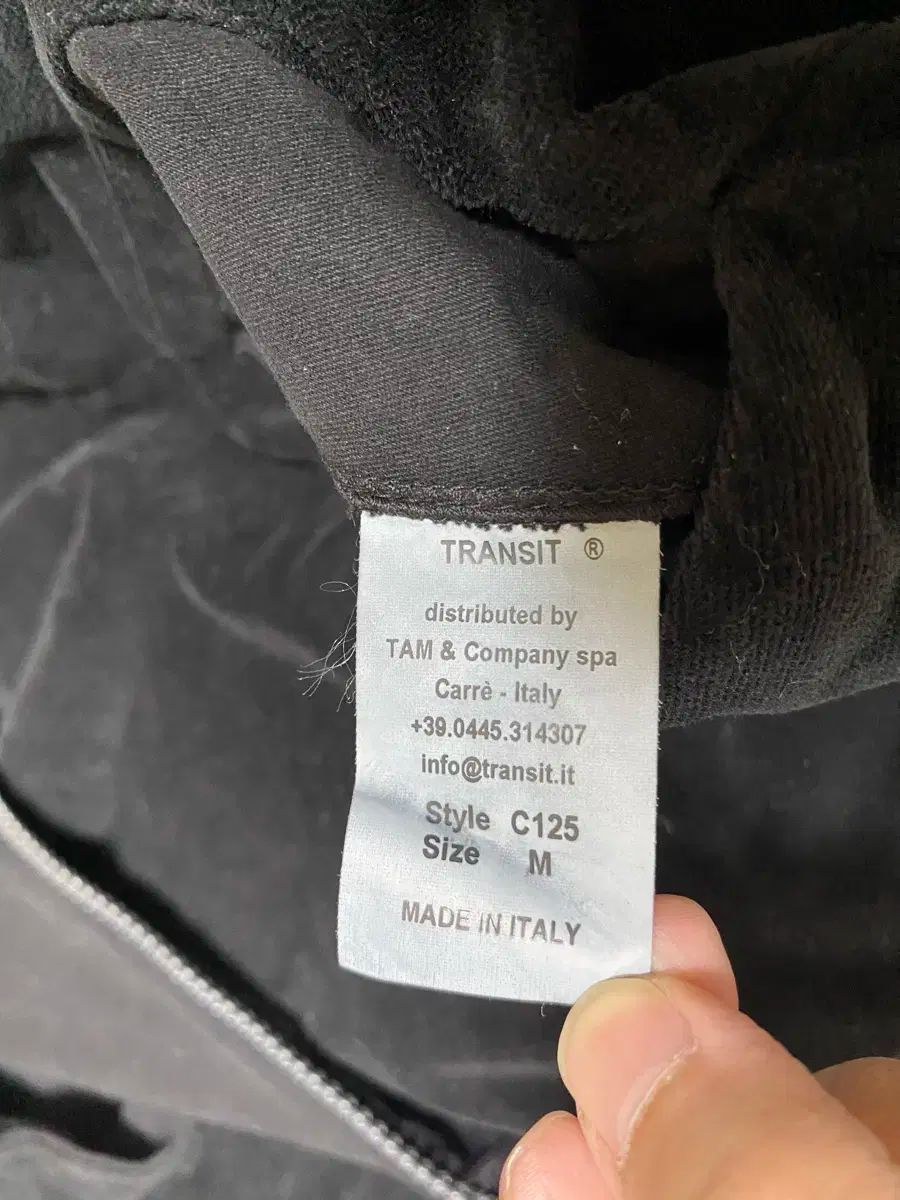 TRANSIT ®
distributed by
TAM & Company spa
Carrè - Italy
+39.0445.314307
info@transit.it
Style C125
Size M
MADE IN ITALY